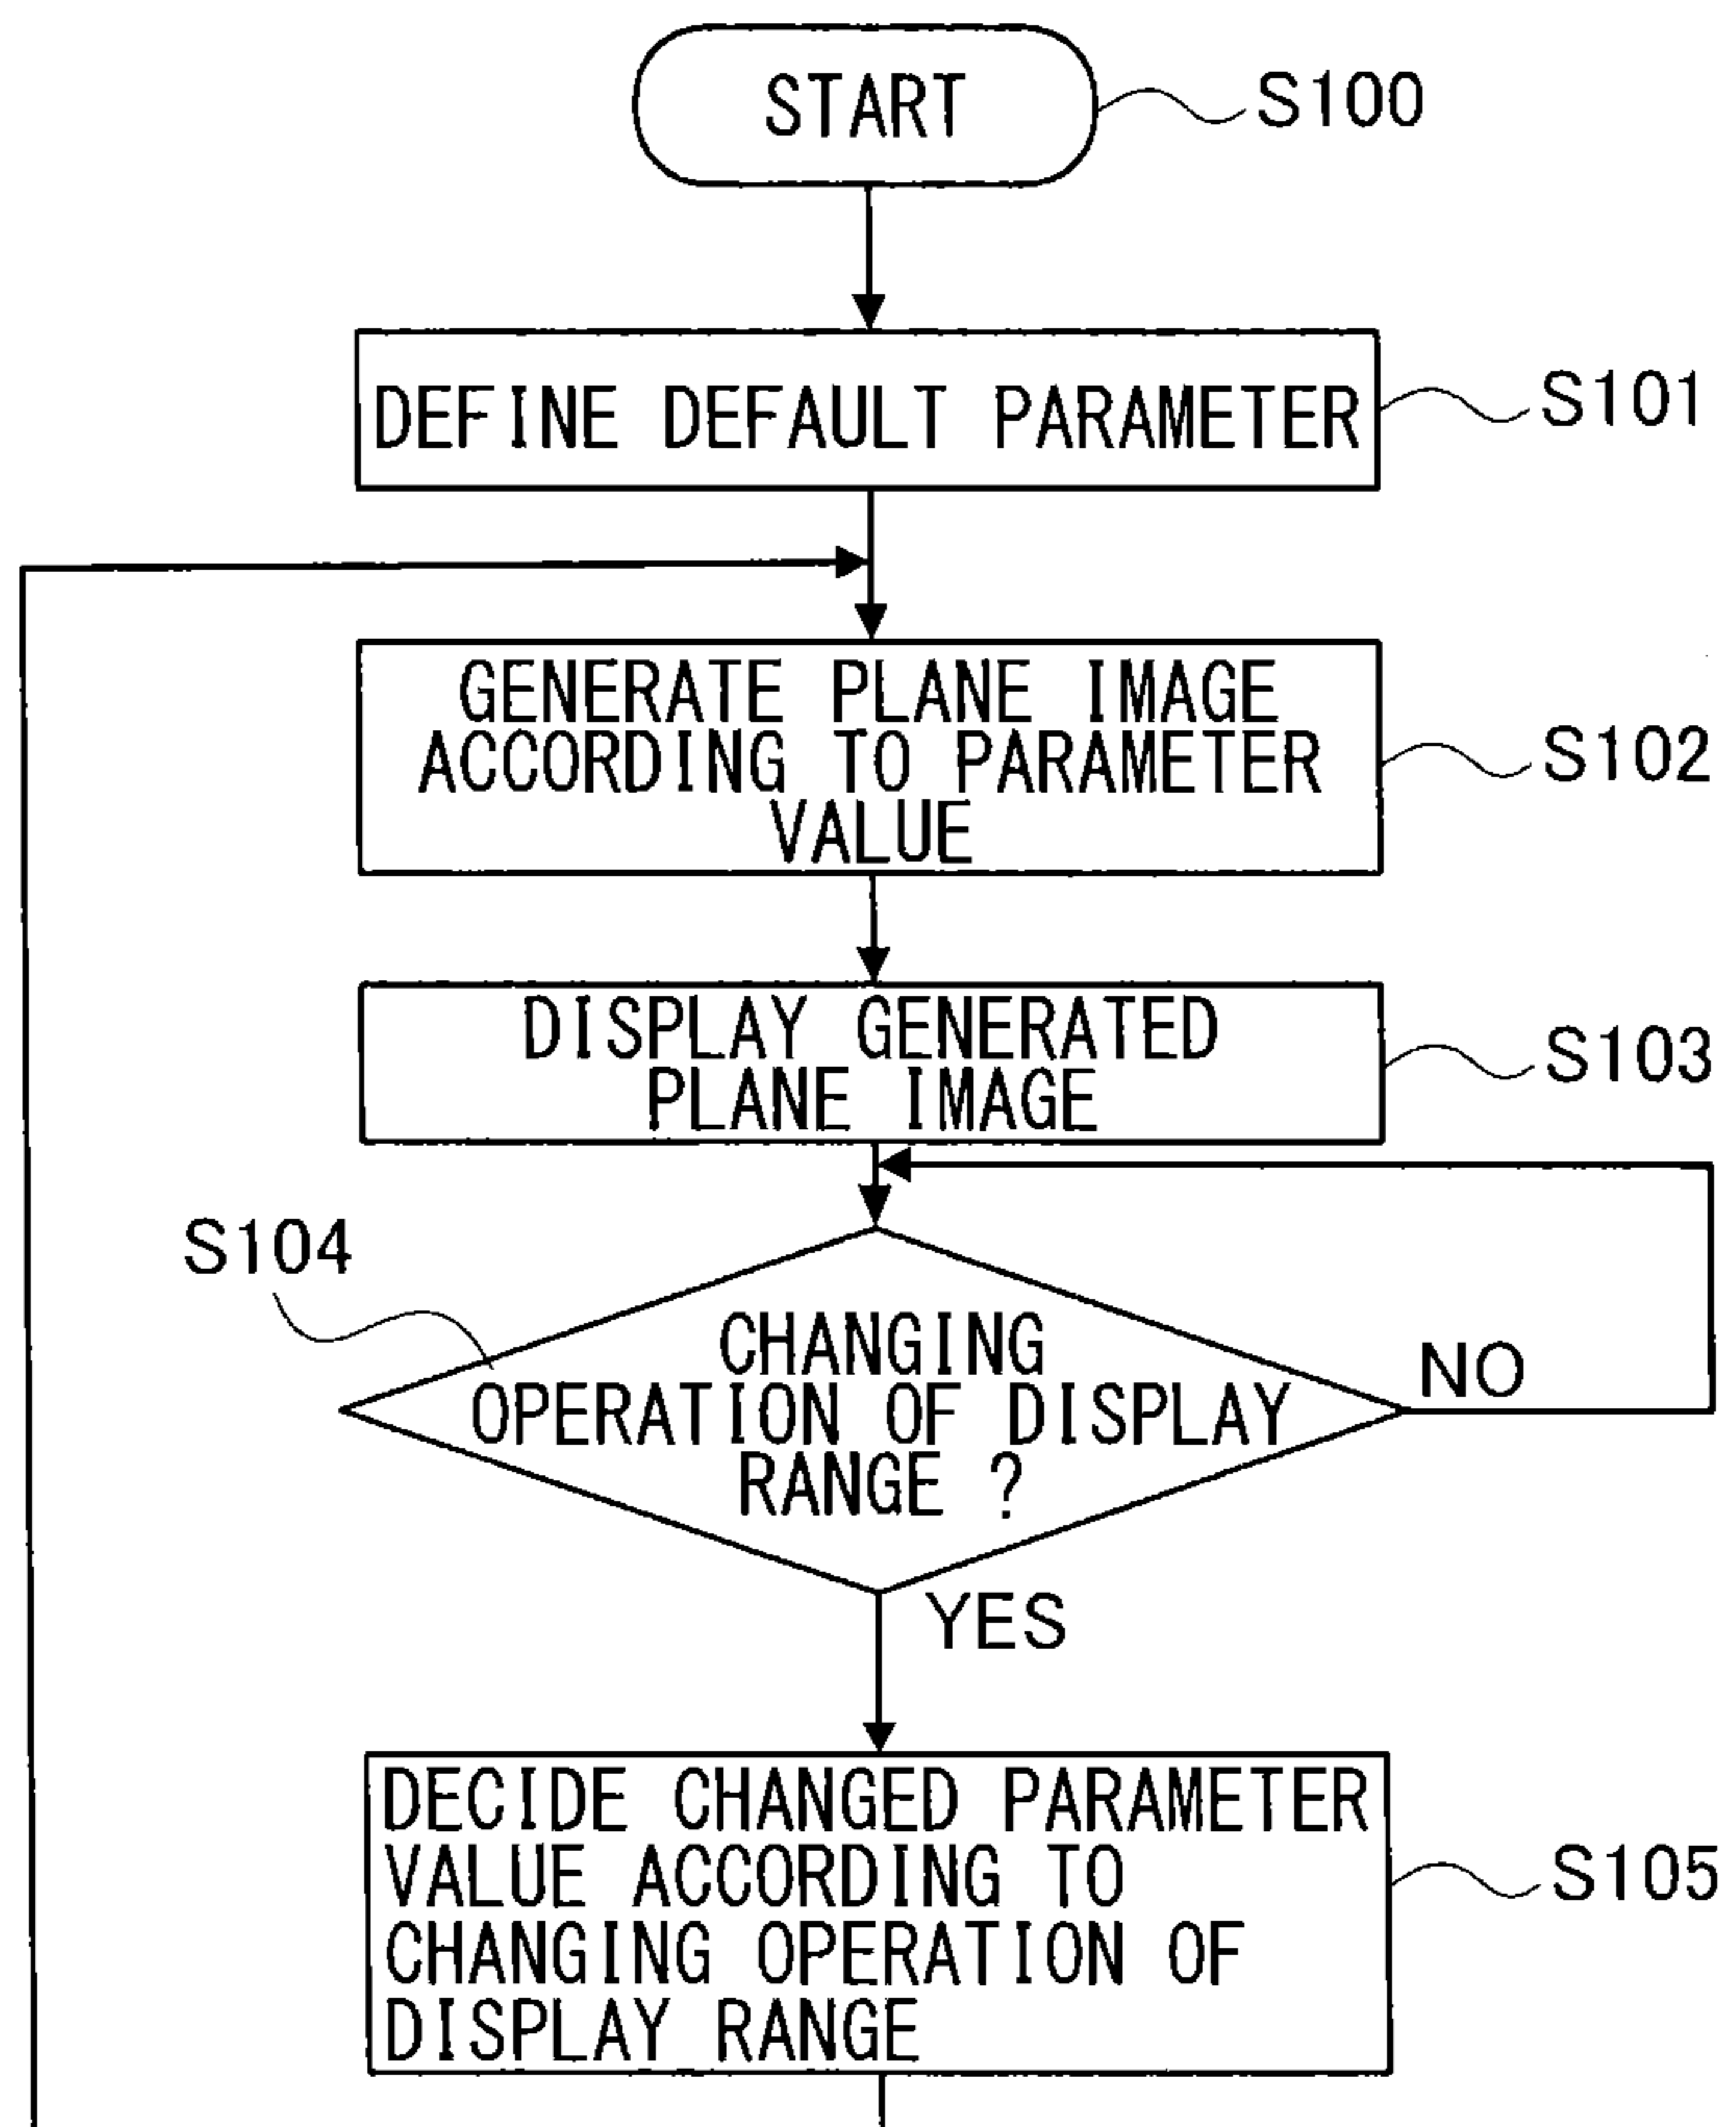 START
S100
DEFINE DEFAULT PARAMETER
S101
GENERATE PLANE IMAGE
ACCORDING TO PARAMETER
VALUE
S102
DISPLAY GENERATED
PLANE IMAGE
S103
S104
CHANGING
OPERATION OF DISPLAY
RANGE ?
NO
YES
DECIDE CHANGED PARAMETER
VALUE ACCORDING TO
CHANGING OPERATION OF
DISPLAY RANGE
S105